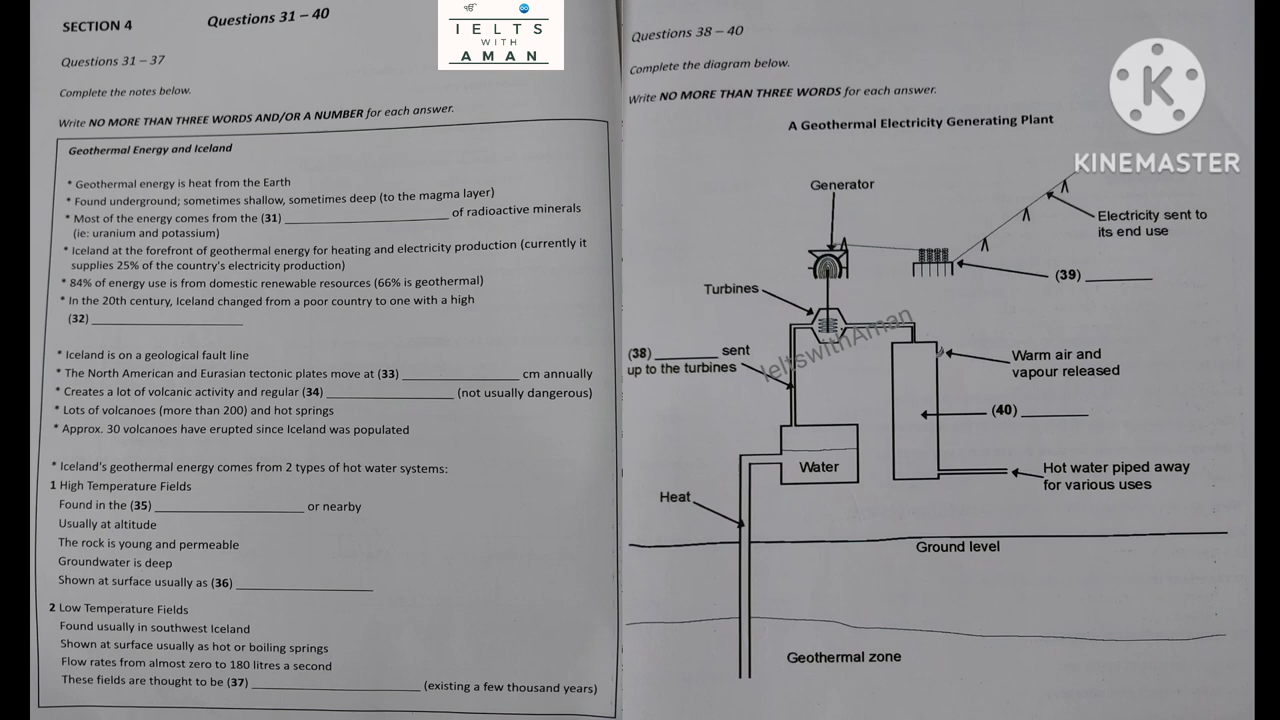 SECTION 4
Questions 31 – 40
Questions 31 – 37
Complete the notes below.
Write NO MORE THAN THREE WORDS AND/OR A NUMBER for each answer.
Geothermal Energy and Iceland
* Geothermal energy is heat from the Earth
* Found underground; sometimes shallow, sometimes deep (to the magma layer)
* Most of the energy comes from the (31) ____________ of radioactive minerals
(ie: uranium and potassium)
* Iceland at the forefront of geothermal energy for heating and electricity production (currently it
supplies 25% of the country's electricity production)
* 84% of energy use is from domestic renewable resources (66% is geothermal)
* In the 20th century, Iceland changed from a poor country to one with a high
(32) ____________
* Iceland is on a geological fault line
* The North American and Eurasian tectonic plates move at (33) ____________ cm annually
* Creates a lot of volcanic activity and regular (34) ____________ (not usually dangerous)
* Lots of volcanoes (more than 200) and hot springs
* Approx. 30 volcanoes have erupted since Iceland was populated
* Iceland's geothermal energy comes from 2 types of hot water systems:
1 High Temperature Fields
Found in the (35) ____________ or nearby
Usually at altitude
The rock is young and permeable
Groundwater is deep
Shown at surface usually as (36) ____________
2 Low Temperature Fields
Found usually in southwest Iceland
Shown at surface usually as hot or boiling springs
Flow rates from almost zero to 180 litres a second
These fields are thought to be (37) ____________ (existing a few thousand years)
IELTS
WITH
AMAN
Questions 38 – 40
Complete the diagram below.
Write NO MORE THAN THREE WORDS for each answer.
A Geothermal Electricity Generating Plant
K
KINEMASTER
Generator
Electricity sent to
its end use
(39) ________
Turbines
IeltswithAman
(38) ________ sent
up to the turbines
Warm air and
vapour released
(40) ________
Water
Hot water piped away
for various uses
Heat
Ground level
Geothermal zone